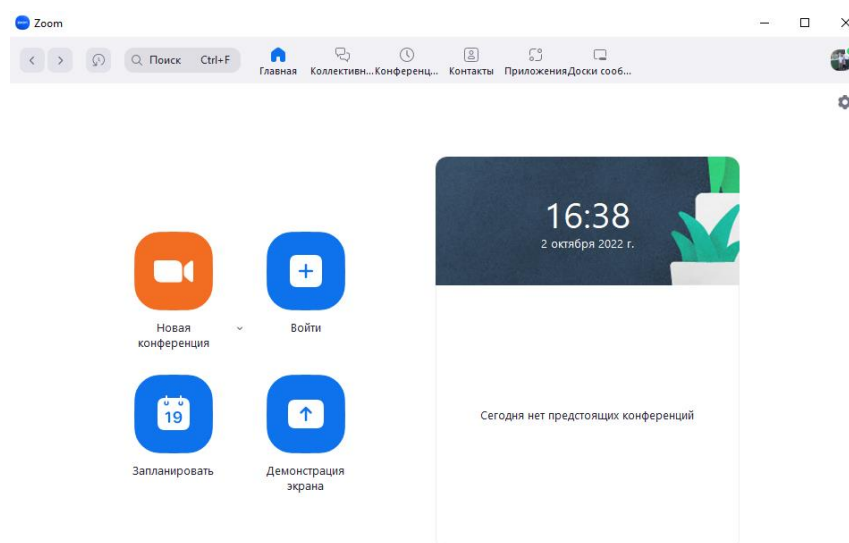 Zoom
Поиск Ctrl+F
Главная
Коллективн...
Конференц...
Контакты
Приложения
Доски сооб...
16:38
2 октября 2022 г.
Новая
конференция
Войти
19
Запланировать
Демонстрация
экрана
Сегодня нет предстоящих конференций